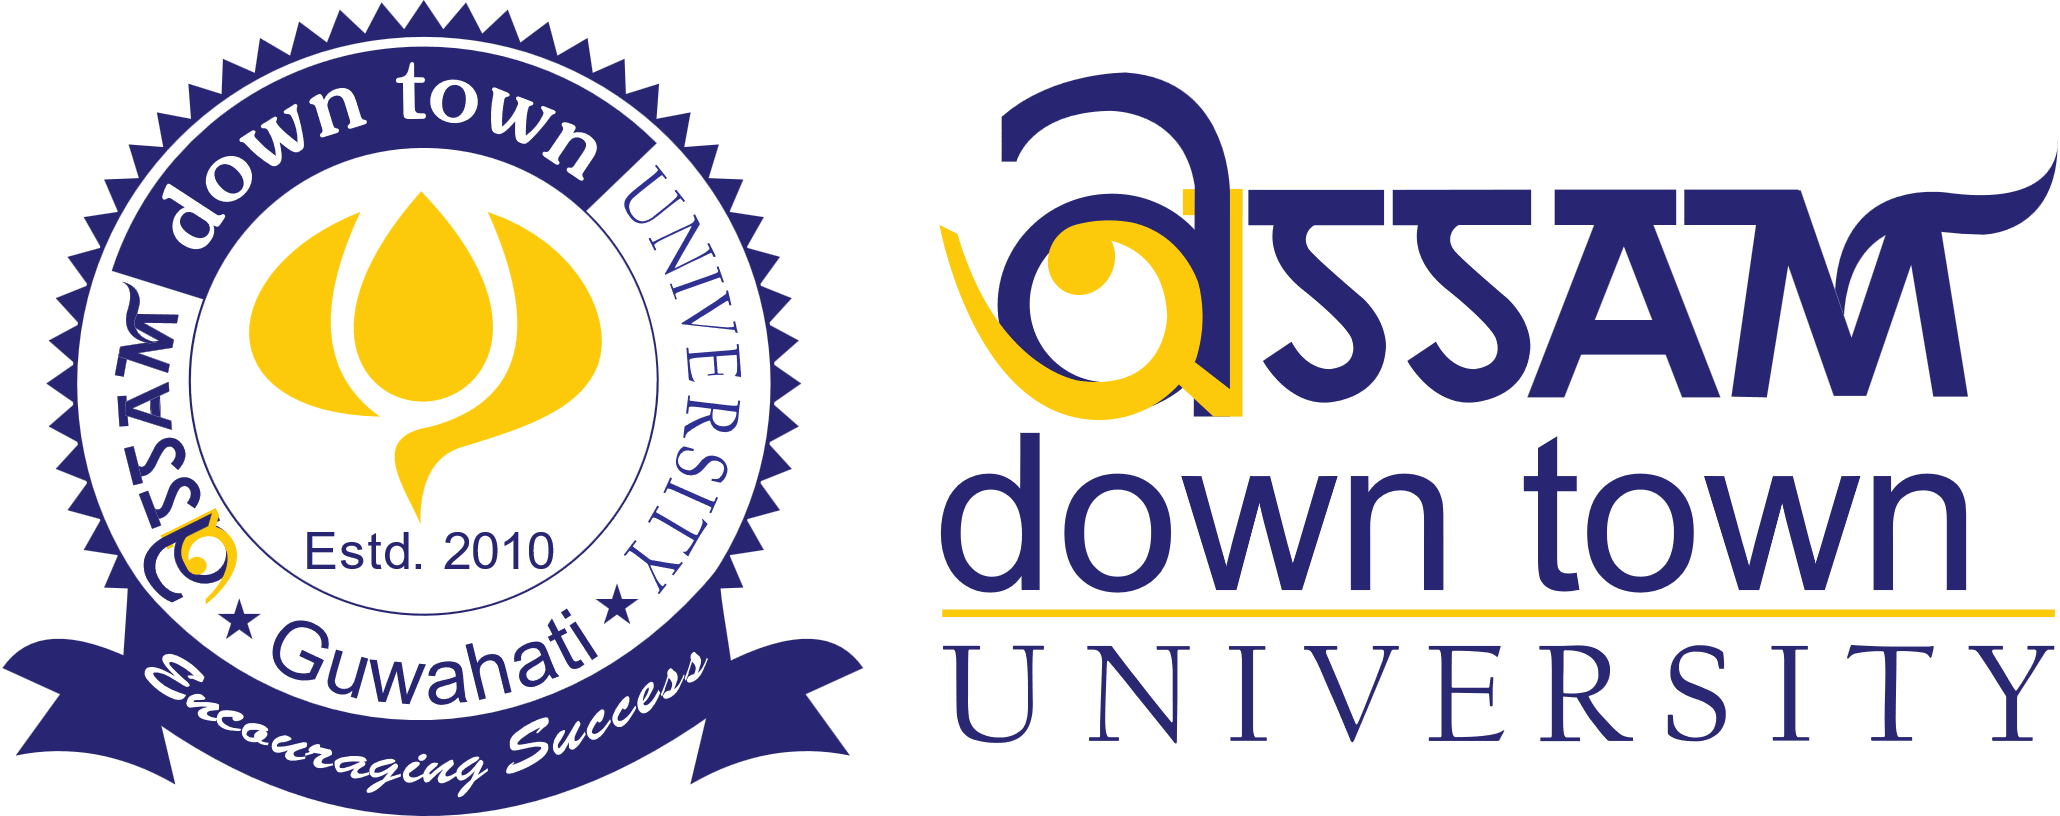 assam down town UNIVERSITY
Estd. 2010
Guwahati
Encouraging Success
assam
down town
UNIVERSITY